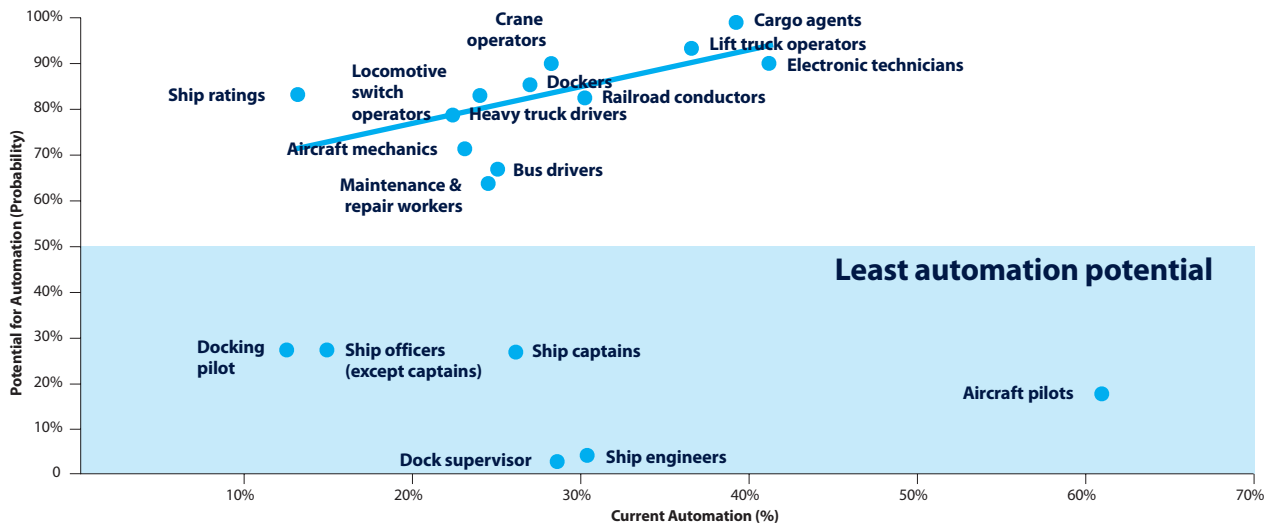 100%
90%
80%
70%
60%
50%
40%
30%
20%
10%
0
Potential for Automation (Probability)
Crane
operators
Cargo agents
Lift truck operators
Electronic technicians
Locomotive
switch
operators
Dockers
Ship ratings
Railroad conductors
Heavy truck drivers
Aircraft mechanics
Bus drivers
Maintenance &
repair workers
Least automation potential
Docking
pilot
Ship officers
(except captains)
Ship captains
Aircraft pilots
Dock supervisor
Ship engineers
10%
20%
30%
40%
50%
60%
70%
Current Automation (%)